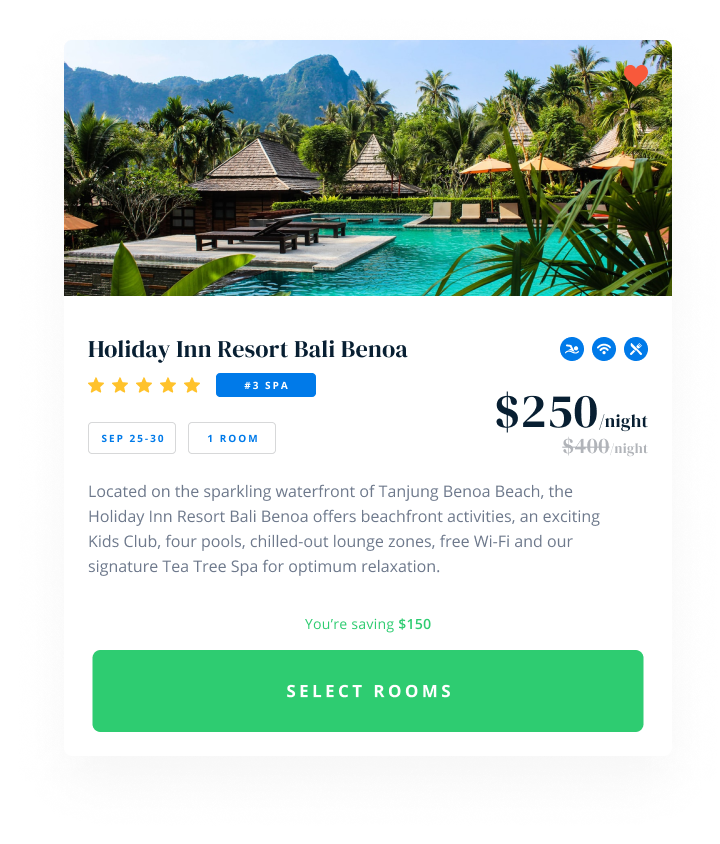 Holiday Inn Resort Bali Benoa
#3 SPA
$250/night
$400/night
SEP 25-30
1 ROOM
Located on the sparkling waterfront of Tanjung Benoa Beach, the
Holiday Inn Resort Bali Benoa offers beachfront activities, an exciting
Kids Club, four pools, chilled-out lounge zones, free Wi-Fi and our
signature Tea Tree Spa for optimum relaxation.
You're saving $150
SELECT ROOMS